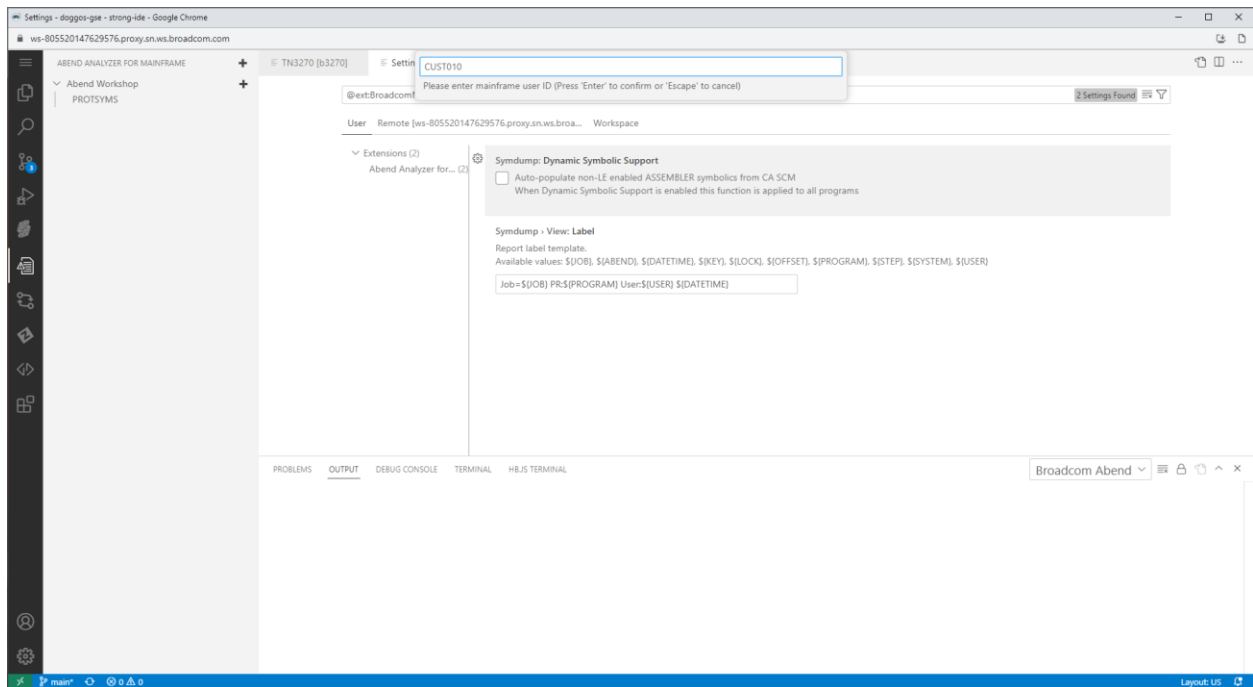 Settings - doggos-gse - strong-ide - Google Chrome
ws-805520147629576.proxy.sn.ws.broadcom.com
ABEND ANALYZER FOR MAINFRAME
Abend Workshop
PROTSYMS
TN3270 [b3270]
Settin
CUST010
Please enter mainframe user ID (Press 'Enter' to confirm or 'Escape' to cancel)
@ext:Broadcom
2 Settings Found
User Remote [ws-805520147629576.proxy.sn.ws.broa... Workspace
Extensions (2)
Abend Analyzer for... (2)
Symdump: Dynamic Symbolic Support
Auto-populate non-LE enabled ASSEMBLER symbolics from CA SCM
When Dynamic Symbolic Support is enabled this function is applied to all programs
Symdump › View: Label
Report label template.
Available values: ${JOB}, ${ABEND}, ${DATETIME}, ${KEY}, ${LOCK}, ${OFFSET}, ${PROGRAM}, ${STEP}, ${SYSTEM}, ${USER}
Job=${JOB} PR:${PROGRAM} User:${USER} ${DATETIME}
PROBLEMS OUTPUT DEBUG CONSOLE TERMINAL HB.JS TERMINAL
Broadcom Abend
3
main* 0 0
Layout: US